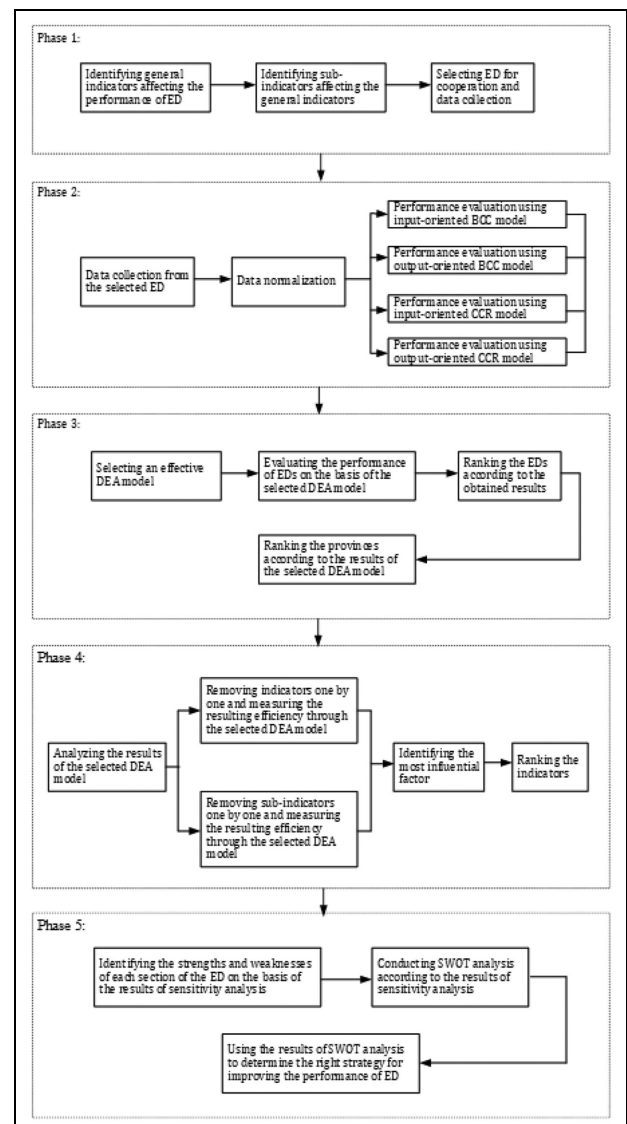 Phase 1:
Identifying general
indicators affecting the
performance of ED
Identifying sub-
indicators affecting the
general indicators
Selecting ED for
cooperation and
data collection
Phase 2:
Data collection from
the selected ED
Data normalization
Performance evaluation using
input-oriented BCC model
Performance evaluation using
output-oriented BCC model
Performance evaluation using
input-oriented CCR model
Performance evaluation using
output-oriented CCR model
Phase 3:
Selecting an effective
DEA model
Evaluating the performance
of EDs on the basis of the
selected DEA model
Ranking the EDs
according to the
obtained results
Ranking the provinces
according to the results of
the selected DEA model
Phase 4:
Analyzing the results
of the selected DEA
model
Removing indicators one by
one and measuring the
resulting efficiency through
the selected DEA model
Removing sub-indicators
one by one and measuring
the resulting efficiency
through the selected DEA
model
Identifying the
most influential
factor
Ranking the
indicators
Phase 5:
Identifying the strengths and weaknesses
of each section of the ED on the basis of
the results of sensitivity analysis
Conducting SWOT analysis
according to the results of
sensitivity analysis
Using the results of SWOT analysis
to determine the right strategy for
improving the performance of ED